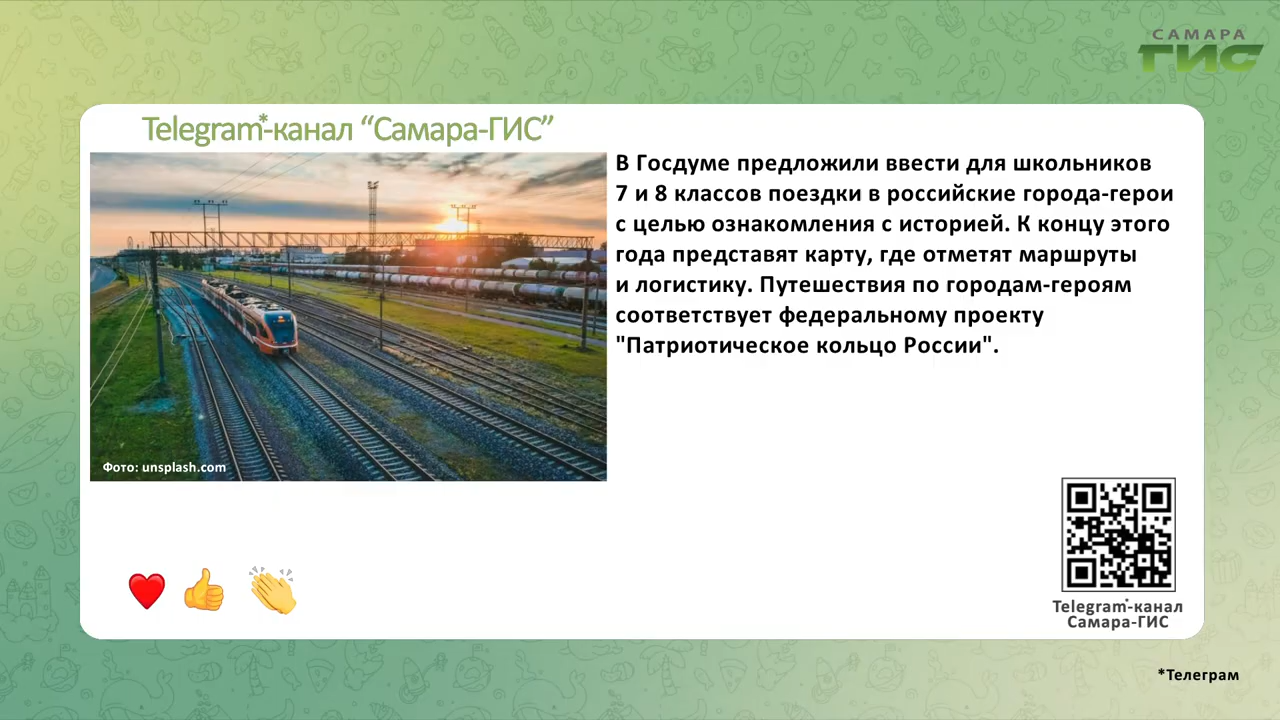 САМАРА
ГИС
Telegram*-канал “Самара-ГИС”
В Госдуме предложили ввести для школьников
7 и 8 классов поездки в российские города-герои
с целью ознакомления с историей. К концу этого
года представят карту, где отметят маршруты
и логистику. Путешествия по городам-героям
соответствует федеральному проекту
"Патриотическое кольцо России".
Фото: unsplash.com
Telegram*-канал
Самара-ГИС
*Телеграм